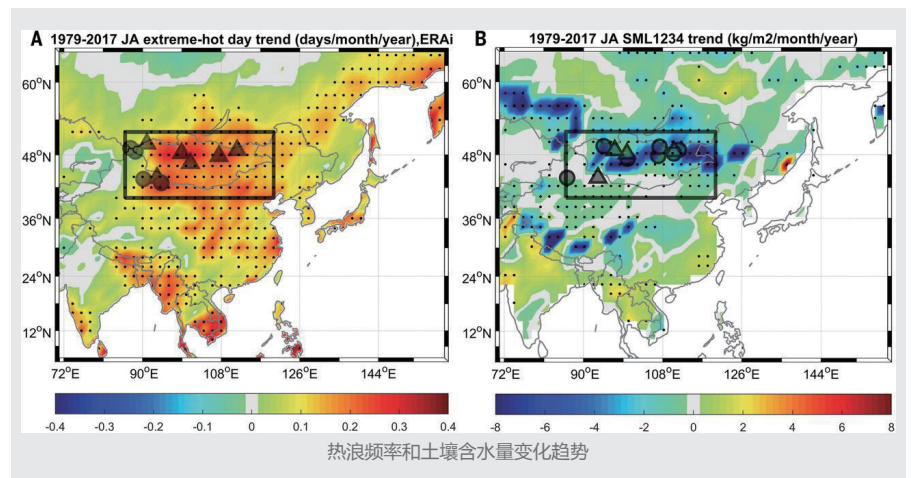 A 1979-2017 JA extreme-hot day trend (days/month/year),ERAi
60°N
48°N
36°N
24°N
12°N
72°E 90°E 108°E 126°E 144°E
-0.4 -0.3 -0.2 -0.1 0 0.1 0.2 0.3 0.4
B 1979-2017 JA SML1234 trend (kg/m2/month/year)
60°N
48°N
36°N
24°N
12°N
72°E 90°E 108°E 126°E 144°E
-8 -6 -4 -2 0 2 4 6 8
热浪频率和土壤含水量变化趋势